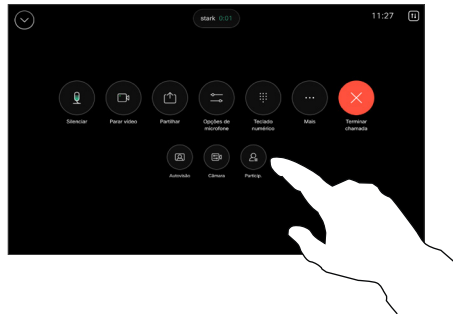 stark 0:01
11:27
Silenciar
Parar vídeo
Partilhar
Opções de
microfone
Teclado
numérico
Mais
Terminar
chamada
Autovisão
Câmara
Particip.